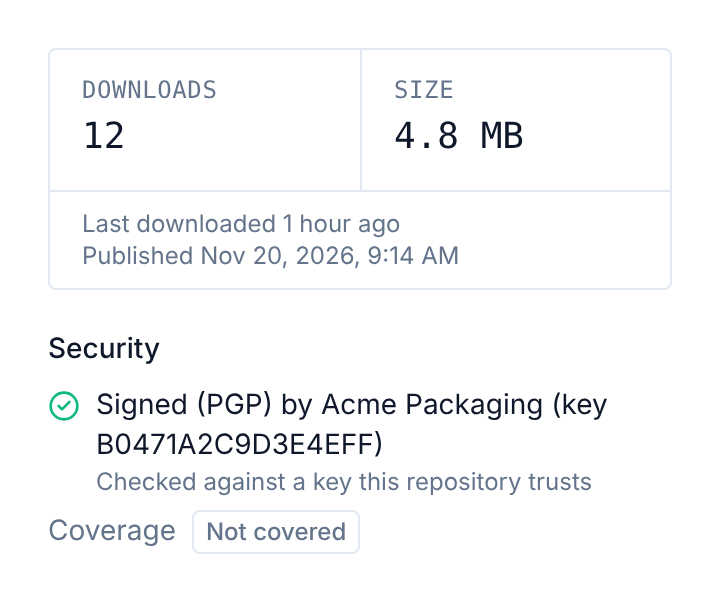 DOWNLOADS
12
SIZE
4.8 MB
Last downloaded 1 hour ago
Published Nov 20, 2026, 9:14 AM
Security
Signed (PGP) by Acme Packaging (key
B0471A2C9D3E4EFF)
Checked against a key this repository trusts
Coverage Not covered